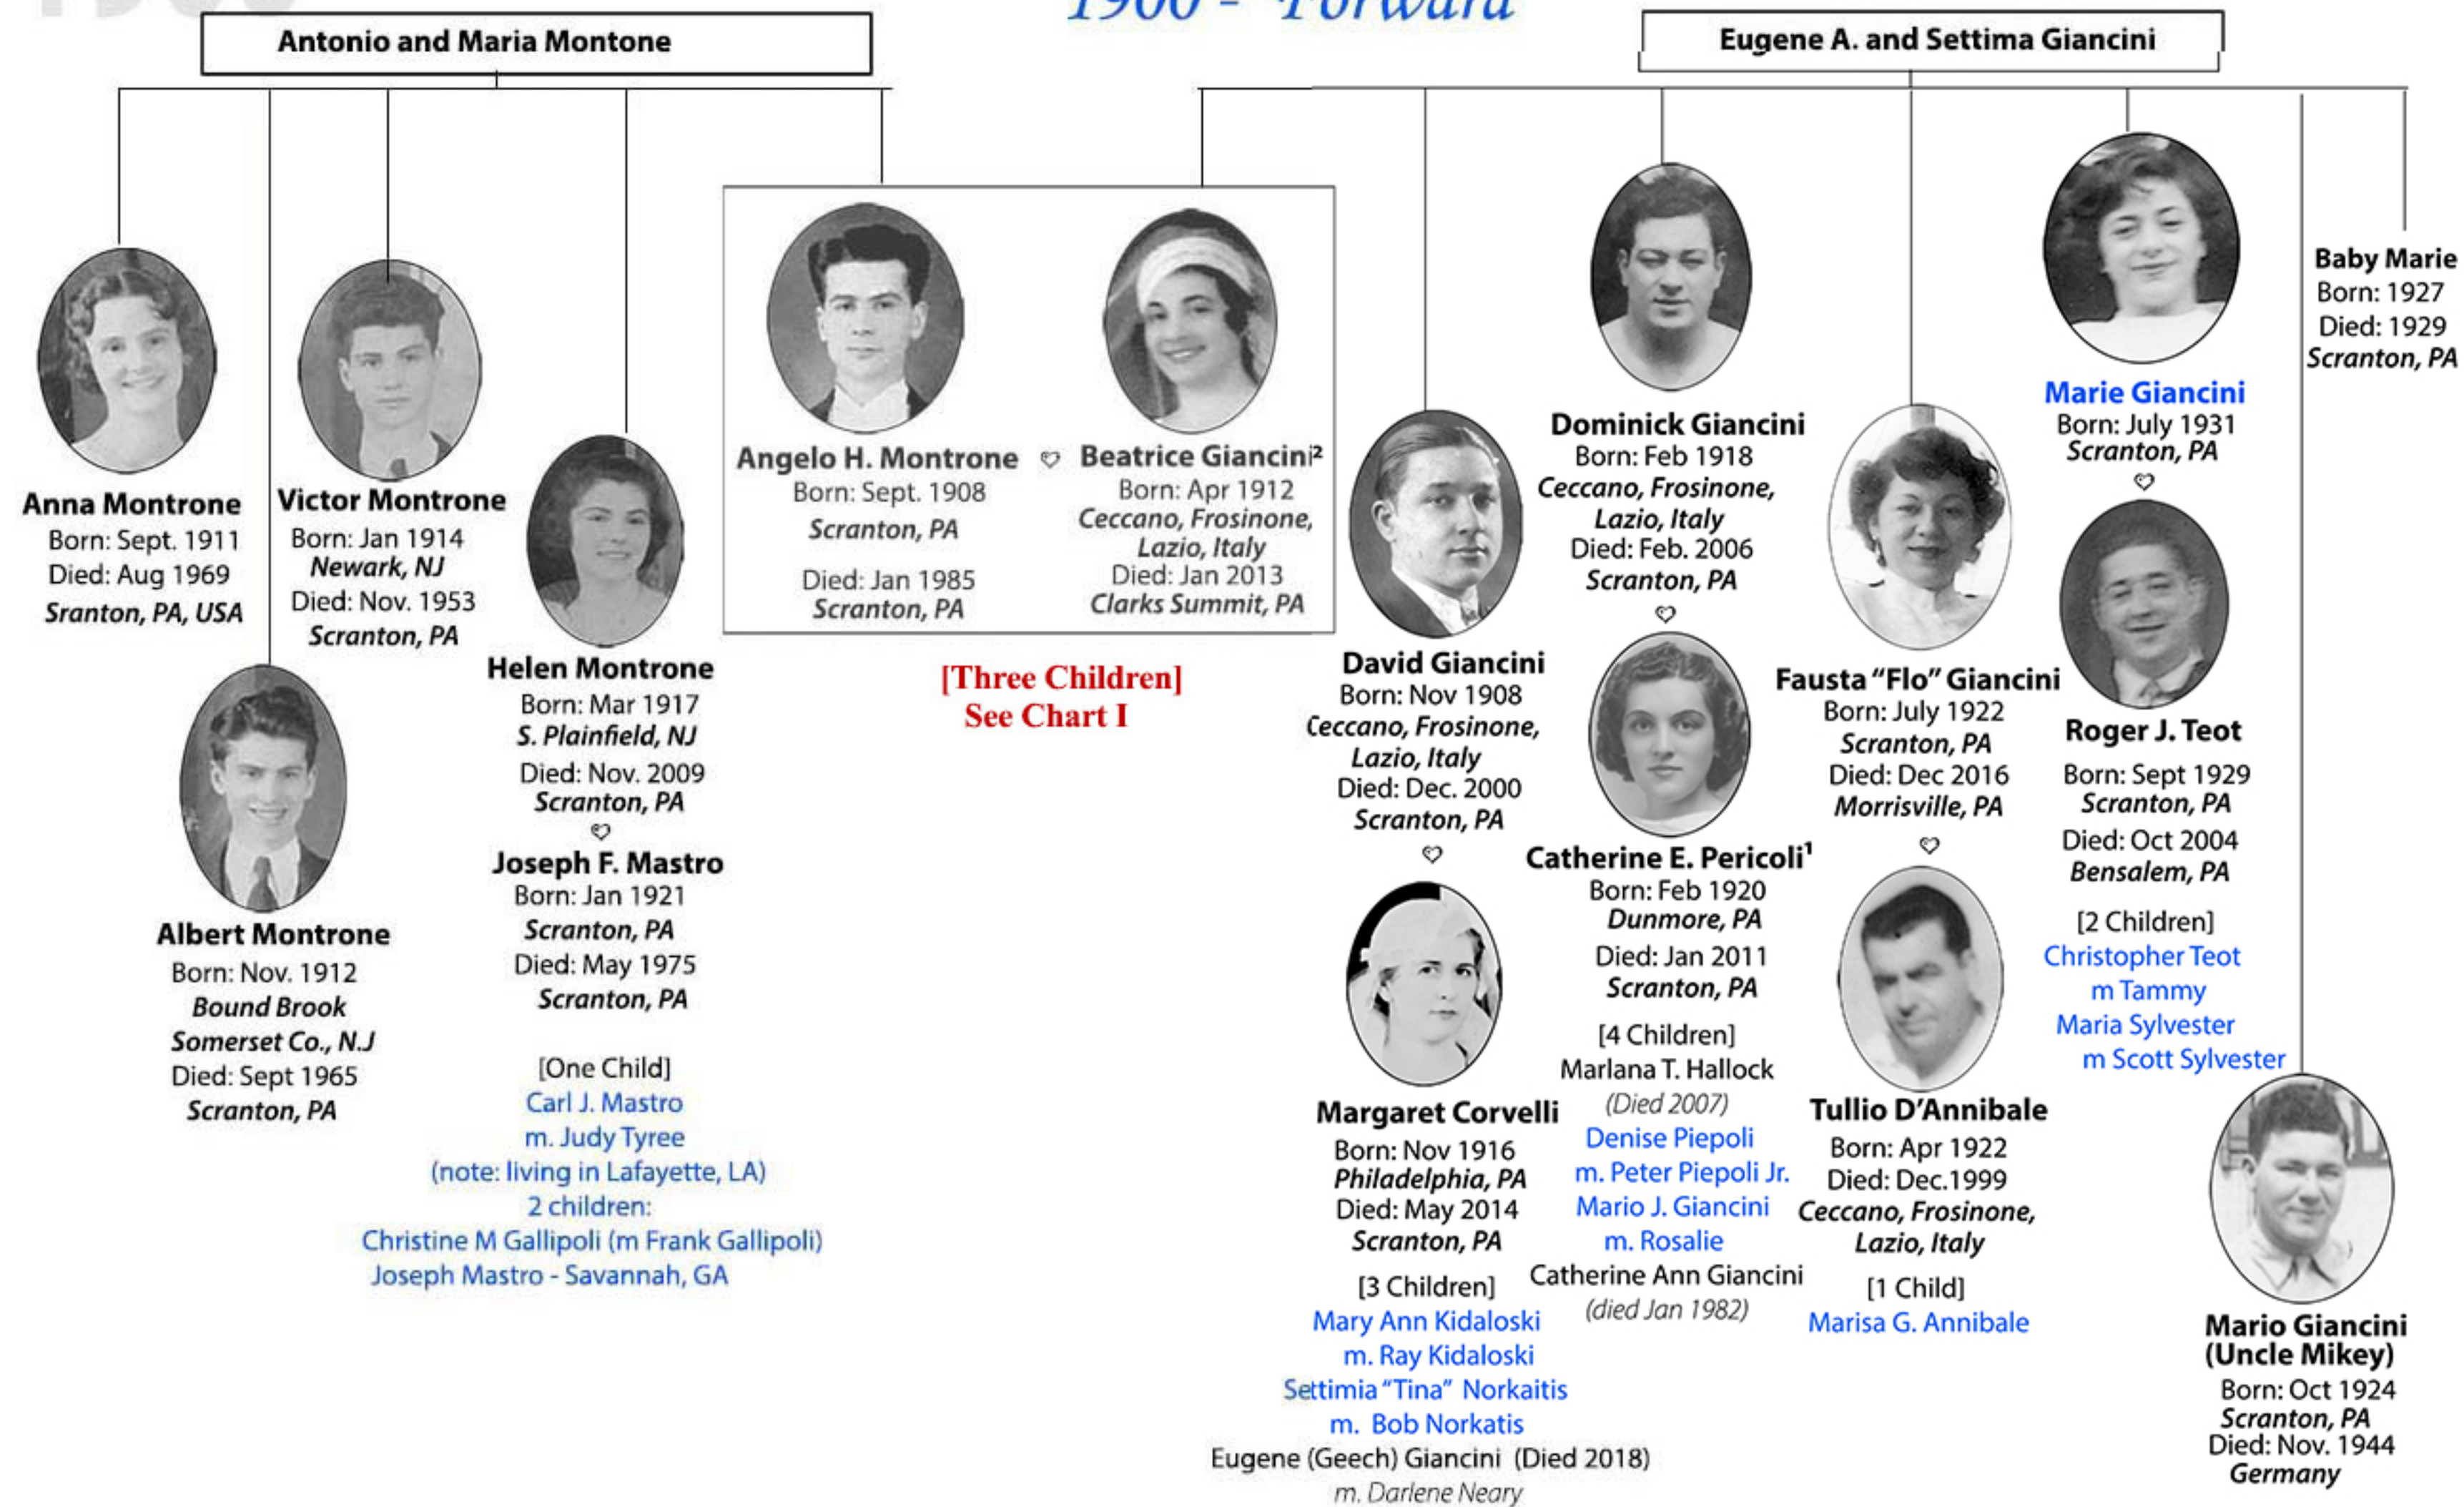 1900
1900 - Forward
Antonio and Maria Montone
Eugene A. and Settima Giancini
Anna Montrone
Born: Sept. 1911
Died: Aug 1969
Sranton, PA, USA
Albert Montrone
Born: Nov. 1912
Bound Brook
Somerset Co., N.J
Died: Sept 1965
Scranton, PA
Victor Montrone
Born: Jan 1914
Newark, NJ
Died: Nov. 1953
Scranton, PA
Helen Montrone
Born: Mar 1917
S. Plainfield, NJ
Died: Nov. 2009
Scranton, PA
Joseph F. Mastro
Born: Jan 1921
Scranton, PA
Died: May 1975
Scranton, PA
[One Child]
Carl J. Mastro
m. Judy Tyree
(note: living in Lafayette, LA)
2 children:
Christine M Gallipoli (m Frank Gallipoli)
Joseph Mastro - Savannah, GA
Angelo H. Montrone
Born: Sept. 1908
Scranton, PA
Died: Jan 1985
Scranton, PA
Beatrice Giancini²
Born: Apr 1912
Ceccano, Frosinone,
Lazio, Italy
Died: Jan 2013
Clarks Summit, PA
[Three Children]
See Chart I
David Giancini
Born: Nov 1908
Ceccano, Frosinone,
Lazio, Italy
Died: Dec. 2000
Scranton, PA
Margaret Corvelli
Born: Nov 1916
Philadelphia, PA
Died: May 2014
Scranton, PA
[3 Children]
Mary Ann Kidaloski
m. Ray Kidaloski
Settimia "Tina" Norkaitis
m. Bob Norkatis
Eugene (Geech) Giancini (Died 2018)
m. Darlene Neary
Dominick Giancini
Born: Feb 1918
Ceccano, Frosinone,
Lazio, Italy
Died: Feb. 2006
Scranton, PA
Catherine E. Pericoli¹
Born: Feb 1920
Dunmore, PA
Died: Jan 2011
Scranton, PA
[4 Children]
Marlana T. Hallock
(Died 2007)
Denise Piepoli
m. Peter Piepoli Jr.
Mario J. Giancini
m. Rosalie
Catherine Ann Giancini
(died Jan 1982)
Fausta "Flo" Giancini
Born: July 1922
Scranton, PA
Died: Dec 2016
Morrisville, PA
Tullio D'Annibale
Born: Apr 1922
Died: Dec.1999
Ceccano, Frosinone,
Lazio, Italy
[1 Child]
Marisa G. Annibale
Marie Giancini
Born: July 1931
Scranton, PA
Roger J. Teot
Born: Sept 1929
Scranton, PA
Died: Oct 2004
Bensalem, PA
[2 Children]
Christopher Teot
m Tammy
Maria Sylvester
m Scott Sylvester
Mario Giancini
(Uncle Mikey)
Born: Oct 1924
Scranton, PA
Died: Nov. 1944
Germany
Baby Marie
Born: 1927
Died: 1929
Scranton, PA